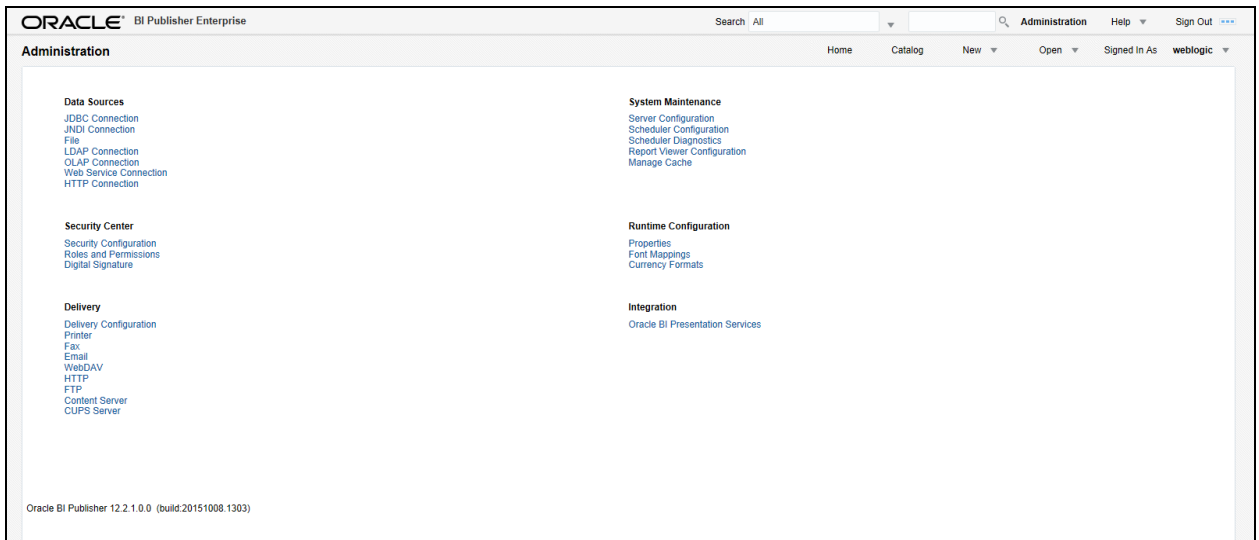 ORACLE BI Publisher Enterprise Search All Administration Help Sign Out
Administration Home Catalog New Open Signed In As weblogic
Data Sources
JDBC Connection
JNDI Connection
File
LDAP Connection
OLAP Connection
Web Service Connection
HTTP Connection
System Maintenance
Server Configuration
Scheduler Configuration
Scheduler Diagnostics
Report Viewer Configuration
Manage Cache
Security Center
Security Configuration
Roles and Permissions
Digital Signature
Runtime Configuration
Properties
Font Mappings
Currency Formats
Delivery
Delivery Configuration
Printer
Fax
Email
WebDAV
HTTP
FTP
Content Server
CUPS Server
Integration
Oracle BI Presentation Services
Oracle BI Publisher 12.2.1.0.0 (build:20151008.1303)